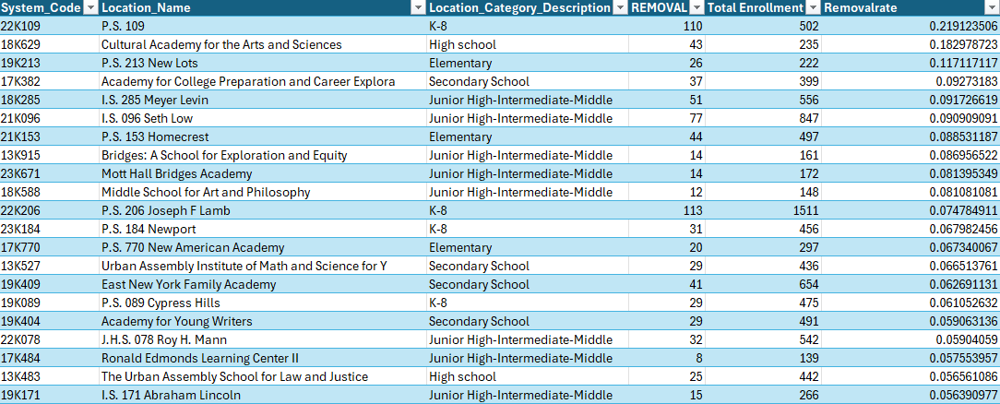 System_Code Location_Name Location_Category_Description REMOVAL Total Enrollment Removalrate
22K109 P.S. 109 K-8 110 502 0.219123506
18K629 Cultural Academy for the Arts and Sciences High school 43 235 0.182978723
19K213 P.S. 213 New Lots Elementary 26 222 0.117117117
17K382 Academy for College Preparation and Career Explora Secondary School 37 399 0.09273183
18K285 I.S. 285 Meyer Levin Junior High-Intermediate-Middle 51 556 0.091726619
21K096 I.S. 096 Seth Low Junior High-Intermediate-Middle 77 847 0.090909091
21K153 P.S. 153 Homecrest Elementary 44 497 0.088531187
13K915 Bridges: A School for Exploration and Equity Junior High-Intermediate-Middle 14 161 0.086956522
23K671 Mott Hall Bridges Academy Junior High-Intermediate-Middle 14 172 0.081395349
18K588 Middle School for Art and Philosophy Junior High-Intermediate-Middle 12 148 0.081081081
22K206 P.S. 206 Joseph F Lamb K-8 113 1511 0.074784911
23K184 P.S. 184 Newport K-8 31 456 0.067982456
17K770 P.S. 770 New American Academy Elementary 20 297 0.067340067
13K527 Urban Assembly Institute of Math and Science for Y Secondary School 29 436 0.066513761
19K409 East New York Family Academy Secondary School 41 654 0.062691131
19K089 P.S. 089 Cypress Hills K-8 29 475 0.061052632
19K404 Academy for Young Writers Secondary School 29 491 0.059063136
22K078 J.H.S. 078 Roy H. Mann Junior High-Intermediate-Middle 32 542 0.05904059
17K484 Ronald Edmonds Learning Center II Junior High-Intermediate-Middle 8 139 0.057553957
13K483 The Urban Assembly School for Law and Justice High school 25 442 0.056561086
19K171 I.S. 171 Abraham Lincoln Junior High-Intermediate-Middle 15 266 0.056390977